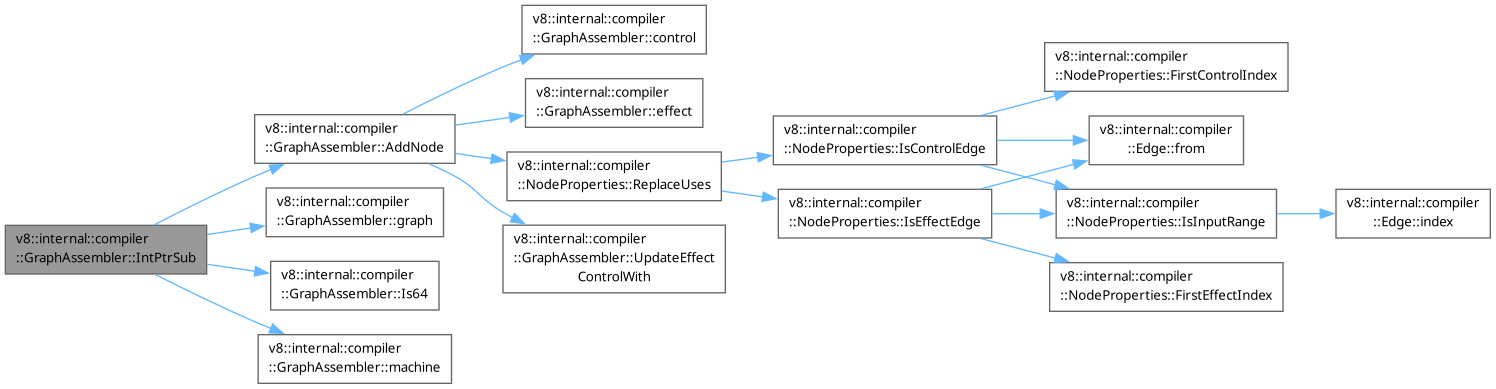 v8::internal::compiler
::GraphAssembler::IntPtrSub
v8::internal::compiler
::GraphAssembler::AddNode
v8::internal::compiler
::GraphAssembler::graph
v8::internal::compiler
::GraphAssembler::Is64
v8::internal::compiler
::GraphAssembler::machine
v8::internal::compiler
::GraphAssembler::control
v8::internal::compiler
::GraphAssembler::effect
v8::internal::compiler
::NodeProperties::ReplaceUses
v8::internal::compiler
::GraphAssembler::UpdateEffect
ControlWith
v8::internal::compiler
::NodeProperties::IsControlEdge
v8::internal::compiler
::NodeProperties::IsEffectEdge
v8::internal::compiler
::NodeProperties::FirstControlIndex
v8::internal::compiler
::Edge::from
v8::internal::compiler
::NodeProperties::IsInputRange
v8::internal::compiler
::NodeProperties::FirstEffectIndex
v8::internal::compiler
::Edge::index